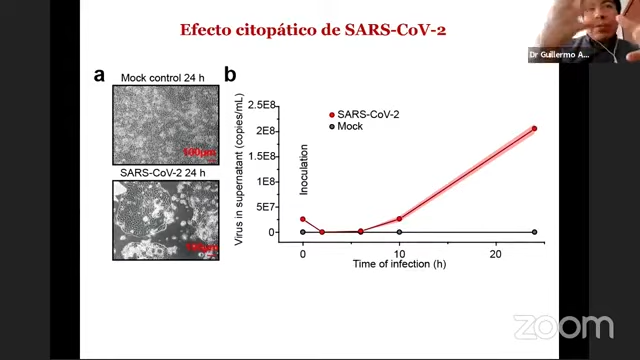 Efecto citopático de SARS-CoV-2
Dr Guillermo A...
a
Mock control 24 h
100µm
SARS-CoV-2 24 h
100µm
b
Virus in supernatant (copies/mL)
2.5E8
2E8
1.5E8
1E8
5E7
0
SARS-CoV-2
Mock
Inoculation
0
10
20
Time of infection (h)
zoom